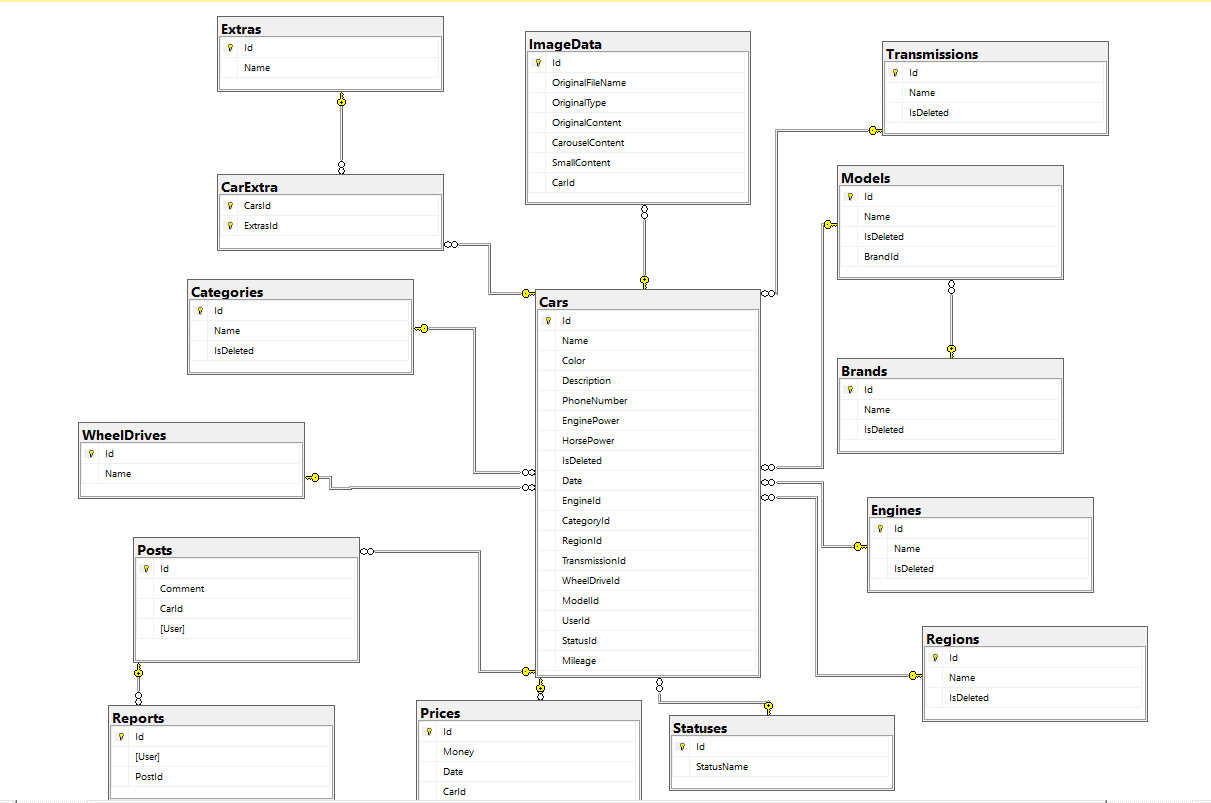 Extras
Id
Name
ImageData
Id
OriginalFileName
OriginalType
OriginalContent
CarouselContent
SmallContent
CarId
Transmissions
Id
Name
IsDeleted
CarExtra
CarsId
ExtrasId
Models
Id
Name
IsDeleted
BrandId
Categories
Id
Name
IsDeleted
Cars
Id
Name
Color
Description
PhoneNumber
EnginePower
HorsePower
IsDeleted
Date
EngineId
CategoryId
RegionId
TransmissionId
WheelDriveId
ModelId
UserId
StatusId
Mileage
Brands
Id
Name
IsDeleted
WheelDrives
Id
Name
Engines
Id
Name
IsDeleted
Posts
Id
Comment
CarId
[User]
Regions
Id
Name
IsDeleted
Reports
Id
[User]
PostId
Prices
Id
Money
Date
CarId
Statuses
Id
StatusName